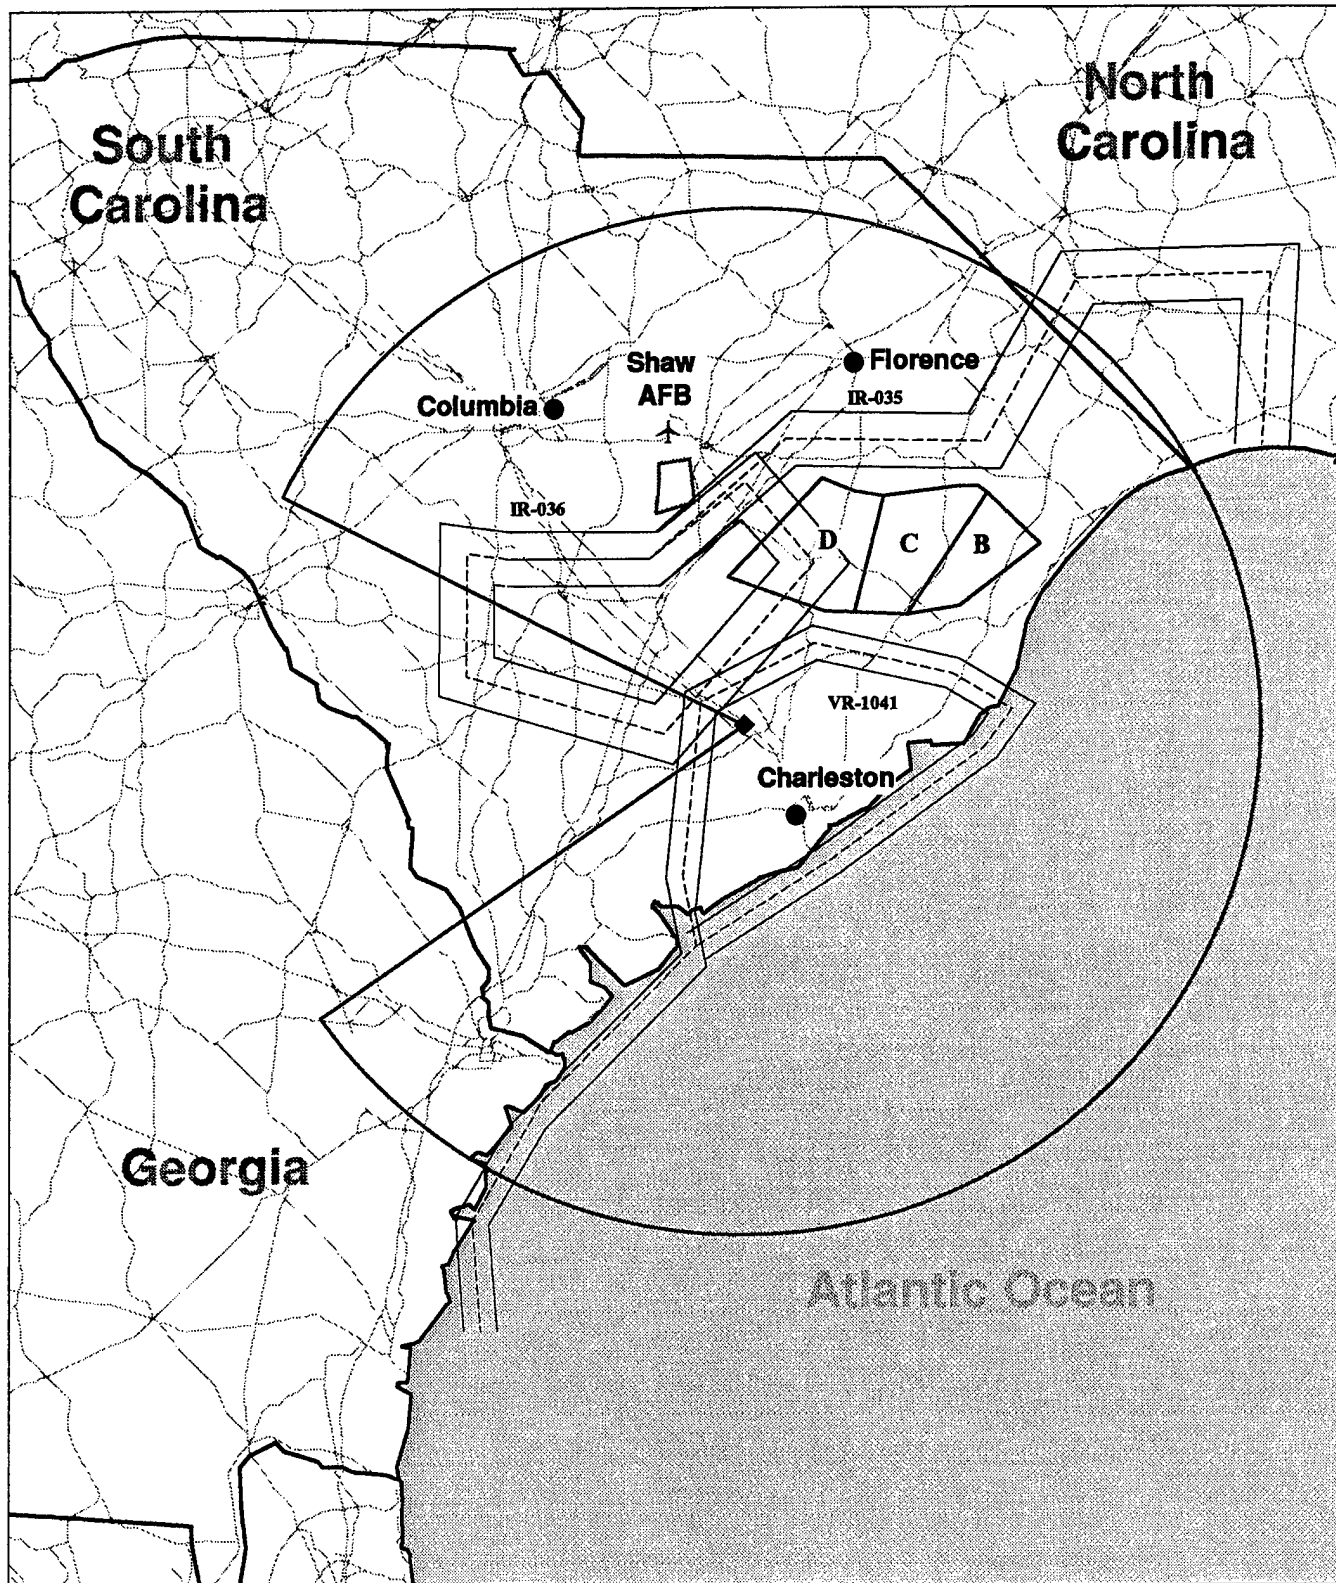 North
Carolina
South
Carolina
Shaw
AFB
Florence
Columbia
IR-035
IR-036
D
C
B
VR-1041
Charleston
Georgia
Atlantic Ocean